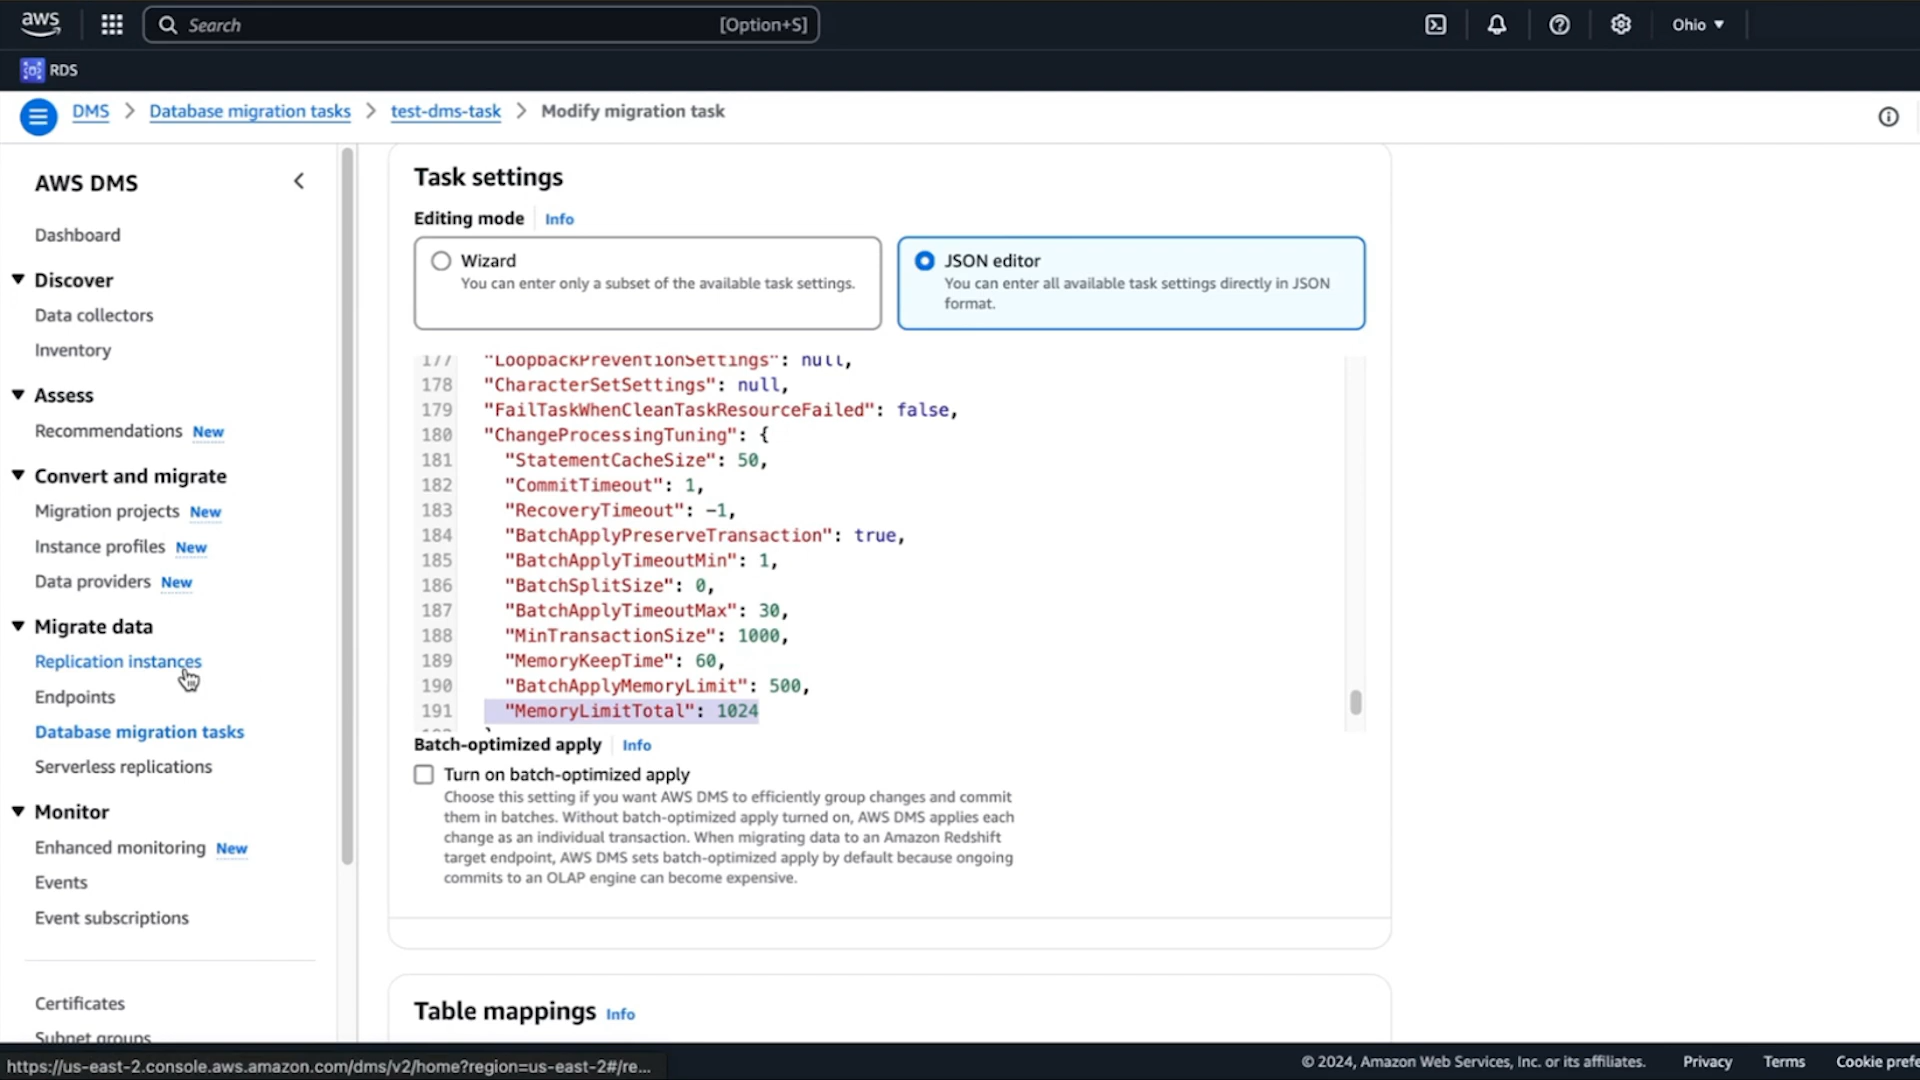 aws
Search [Option+S]
Ohio
RDS
DMS > Database migration tasks > test-dms-task > Modify migration task
AWS DMS
Dashboard
Discover
Data collectors
Inventory
Assess
Recommendations New
Convert and migrate
Migration projects New
Instance profiles New
Data providers New
Migrate data
Replication instances
Endpoints
Database migration tasks
Serverless replications
Monitor
Enhanced monitoring New
Events
Event subscriptions
Certificates
Subnet groups
Task settings
Editing mode Info
Wizard
You can enter only a subset of the available task settings.
JSON editor
You can enter all available task settings directly in JSON
format.
177 "LoopbackPreventionSettings": null,
178 "CharacterSetSettings": null,
179 "FailTaskWhenCleanTaskResourceFailed": false,
180 "ChangeProcessingTuning": {
181 "StatementCacheSize": 50,
182 "CommitTimeout": 1,
183 "RecoveryTimeout": -1,
184 "BatchApplyPreserveTransaction": true,
185 "BatchApplyTimeoutMin": 1,
186 "BatchSplitSize": 0,
187 "BatchApplyTimeoutMax": 30,
188 "MinTransactionSize": 1000,
189 "MemoryKeepTime": 60,
190 "BatchApplyMemoryLimit": 500,
191 "MemoryLimitTotal": 1024
Batch-optimized apply Info
Turn on batch-optimized apply
Choose this setting if you want AWS DMS to efficiently group changes and commit
them in batches. Without batch-optimized apply turned on, AWS DMS applies each
change as an individual transaction. When migrating data to an Amazon Redshift
target endpoint, AWS DMS sets batch-optimized apply by default because ongoing
commits to an OLAP engine can become expensive.
Table mappings Info
https://us-east-2.console.aws.amazon.com/dms/v2/home?region=us-east-2#/re...
© 2024, Amazon Web Services, Inc. or its affiliates. Privacy Terms Cookie prefe